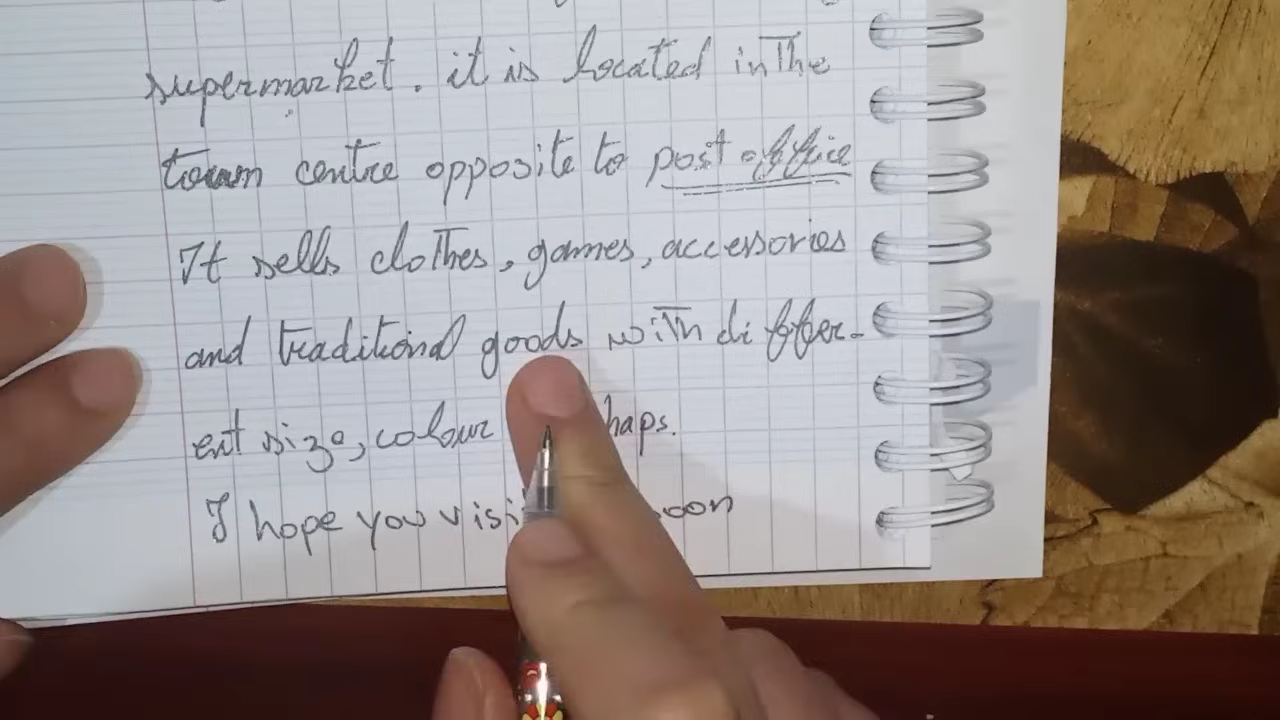 supermarket. it is located in the
town centre opposite to post office
It sells clothes, games, accessories
and traditional goods with differ-
ent size, colour haps.
I hope you visi soon